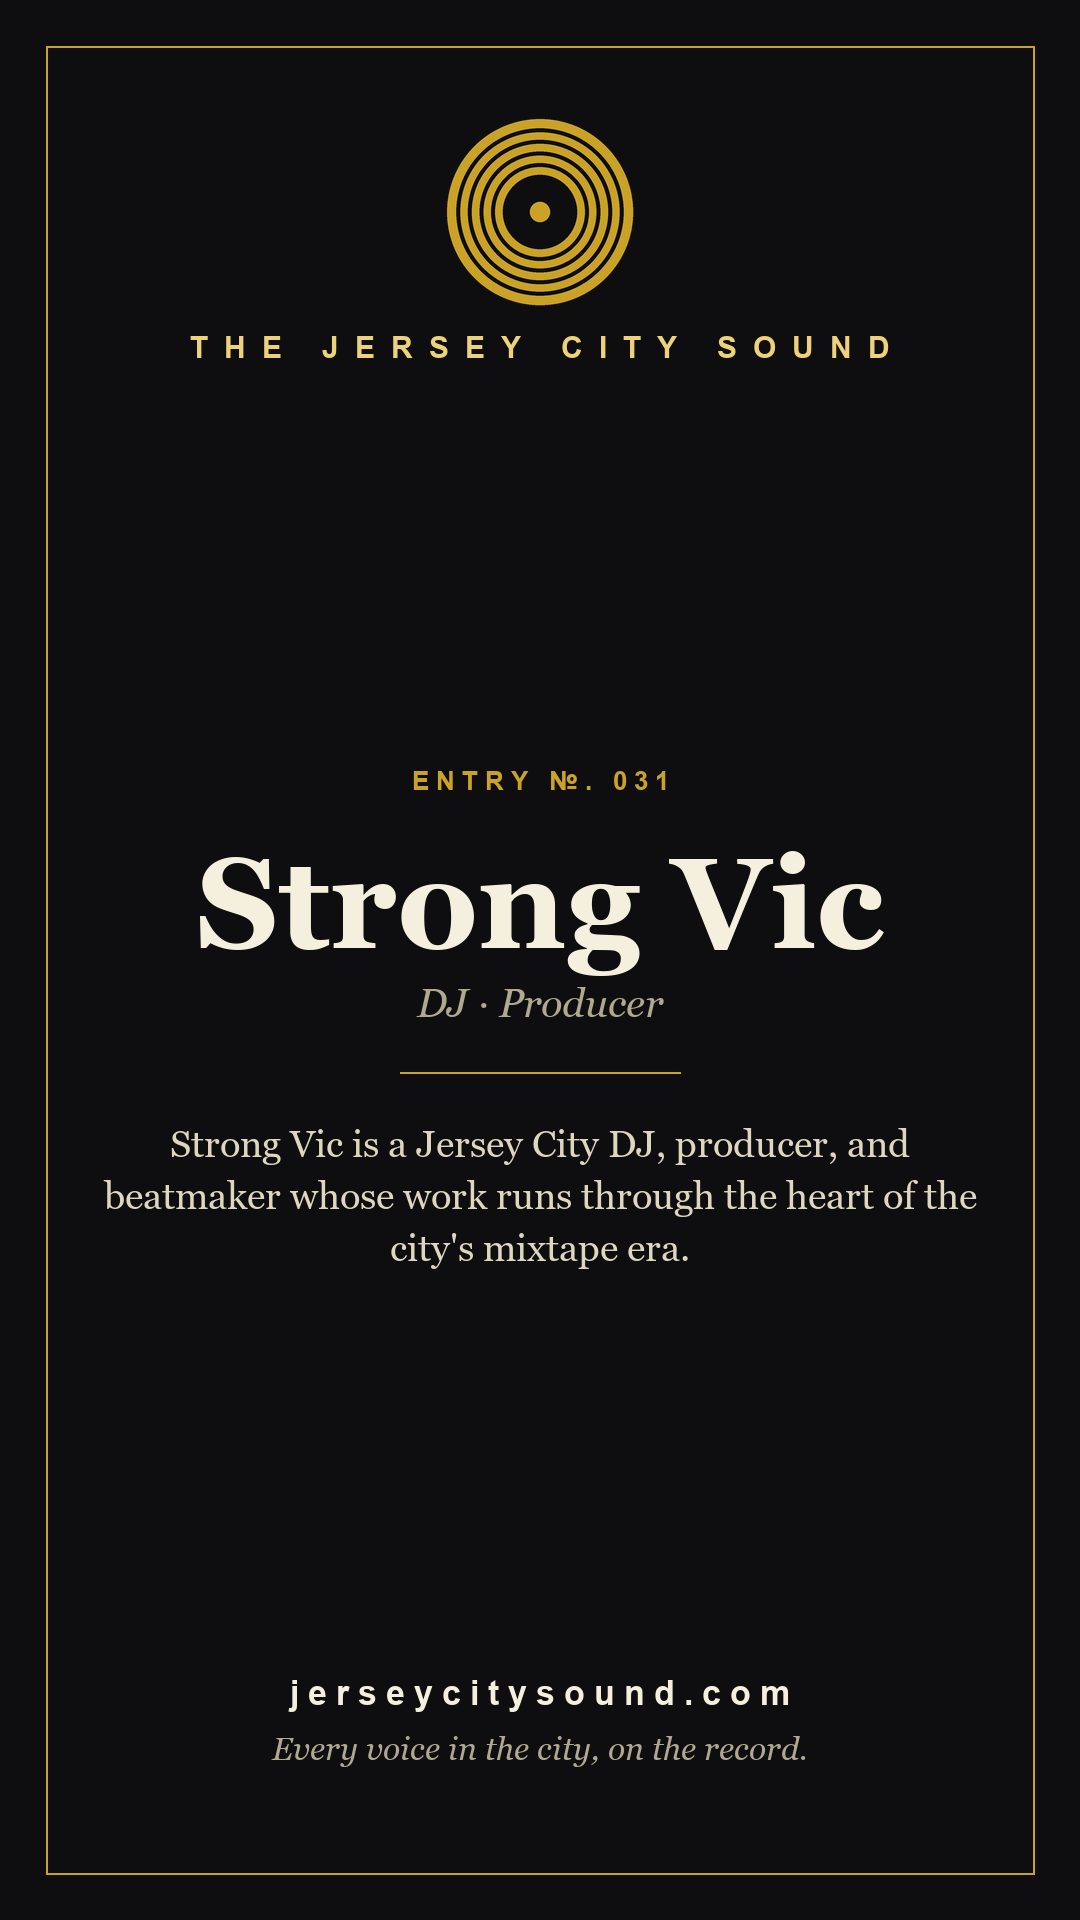 THE JERSEY CITY SOUND
ENTRY №. 031
Strong Vic
DJ · Producer
Strong Vic is a Jersey City DJ, producer, and
beatmaker whose work runs through the heart of the
city's mixtape era.
jerseycitysound.com
Every voice in the city, on the record.